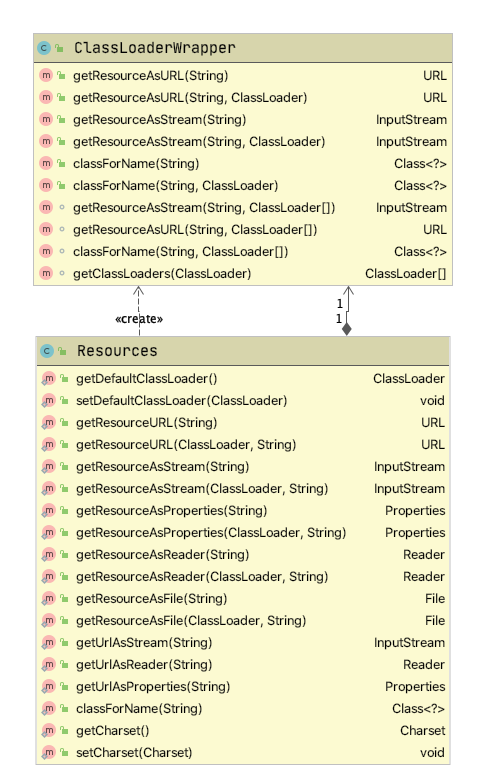 ClassLoaderWrapper
getResourceAsURL(String) URL
getResourceAsURL(String, ClassLoader) URL
getResourceAsStream(String) InputStream
getResourceAsStream(String, ClassLoader) InputStream
classForName(String) Class<?>
classForName(String, ClassLoader) Class<?>
getResourceAsStream(String, ClassLoader[]) InputStream
getResourceAsURL(String, ClassLoader[]) URL
classForName(String, ClassLoader[]) Class<?>
getClassLoaders(ClassLoader) ClassLoader[]
1
«create» 1
Resources
getDefaultClassLoader() ClassLoader
setDefaultClassLoader(ClassLoader) void
getResourceURL(String) URL
getResourceURL(ClassLoader, String) URL
getResourceAsStream(String) InputStream
getResourceAsStream(ClassLoader, String) InputStream
getResourceAsProperties(String) Properties
getResourceAsProperties(ClassLoader, String) Properties
getResourceAsReader(String) Reader
getResourceAsReader(ClassLoader, String) Reader
getResourceAsFile(String) File
getResourceAsFile(ClassLoader, String) File
getUrlAsStream(String) InputStream
getUrlAsReader(String) Reader
getUrlAsProperties(String) Properties
classForName(String) Class<?>
getCharset() Charset
setCharset(Charset) void